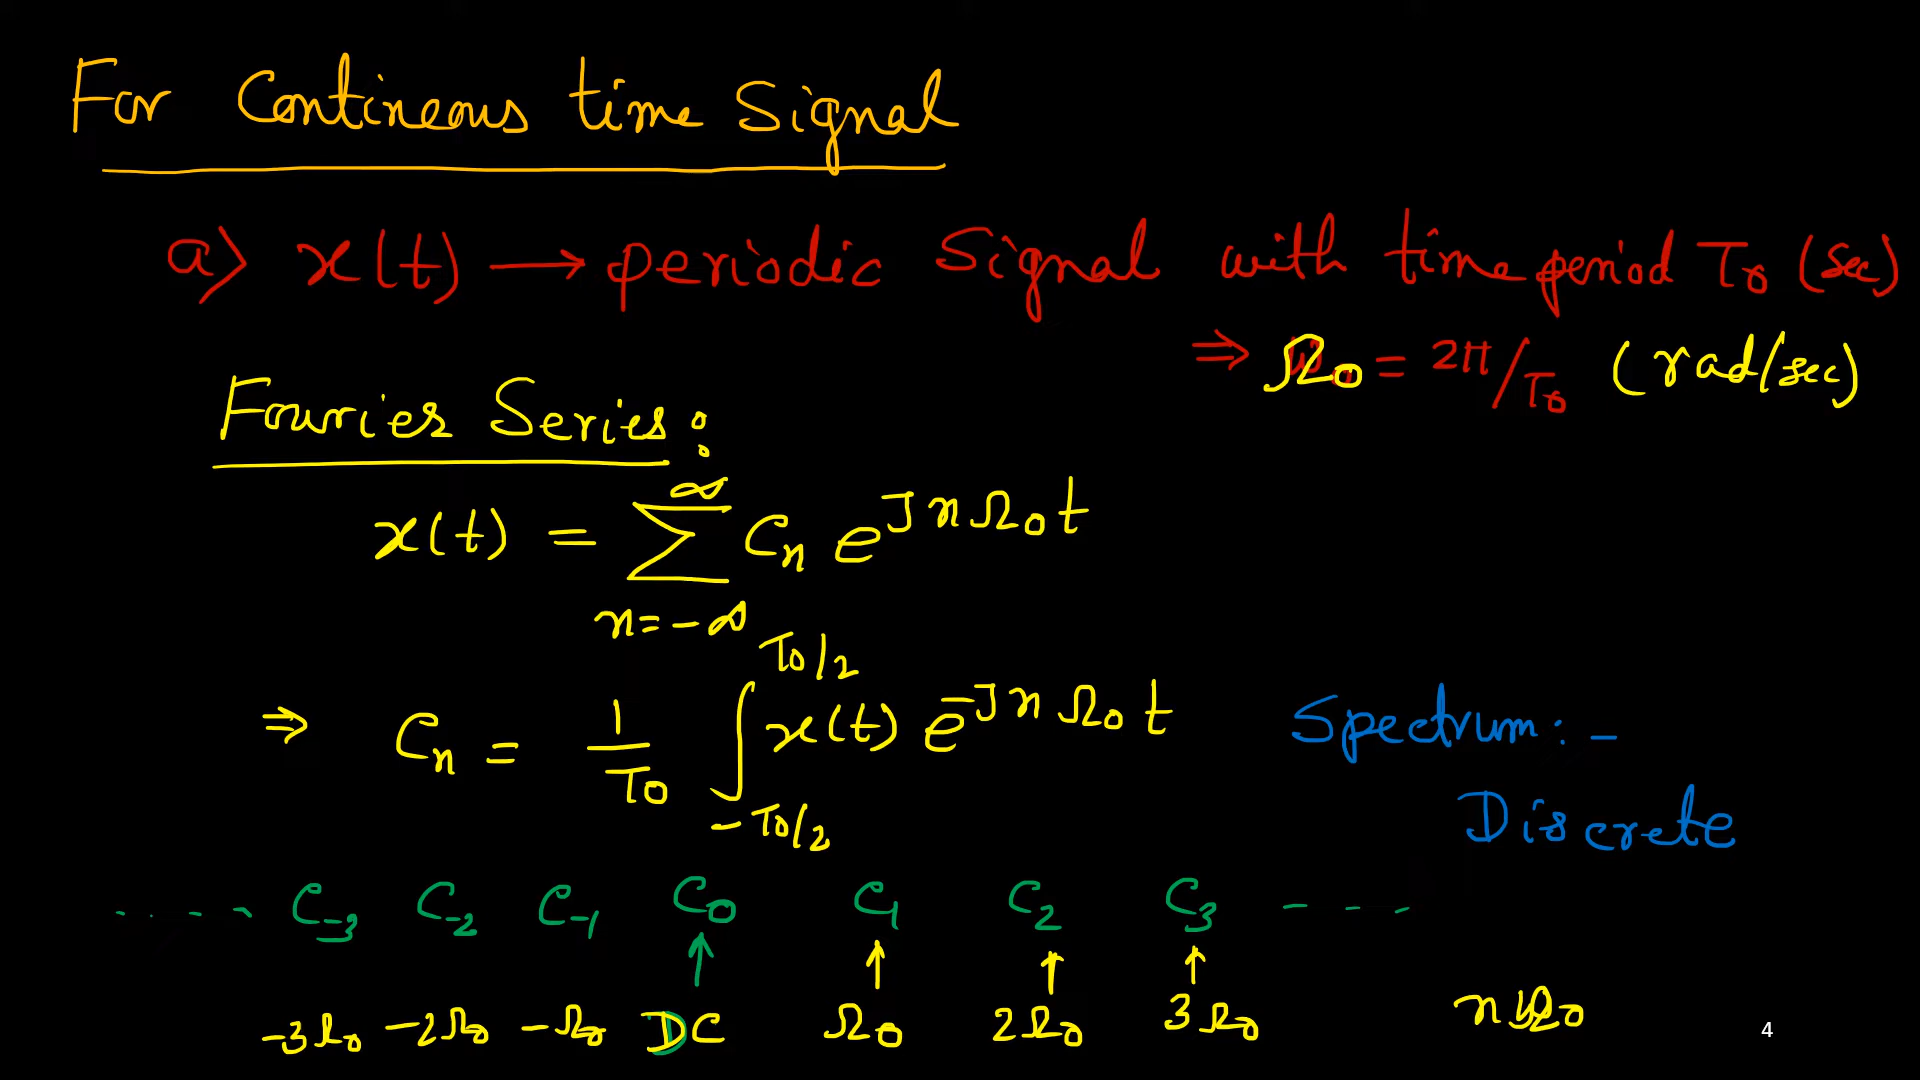 For Contineous time Signal
a) x(t) → periodic Signal with time period T₀ (sec)
⇒ Ω₀ = 2π/T₀ (rad/sec)
Fourier Series:
x(t) = ∑_{n=-∞}^{∞} Cₙ e^{JnΩ₀t}
⇒ Cₙ = 1/T₀ ∫_{-T₀/2}^{T₀/2} x(t) e^{-JnΩ₀t}
Spectrum: -
Discrete
.... C₋₃ C₋₂ C₋₁ C₀ C₁ C₂ C₃ - - -
↑ ↑ ↑ ↑
-3Ω₀ -2Ω₀ -Ω₀ DC Ω₀ 2Ω₀ 3Ω₀ nΩ₀
4